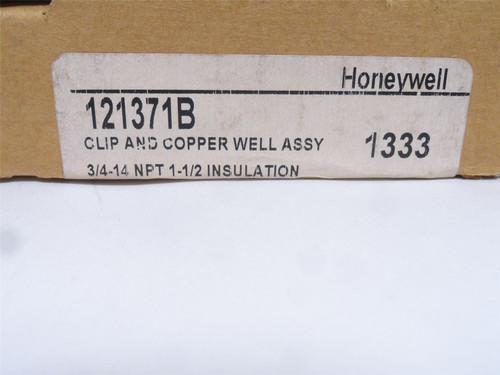 Honeywell
121371B
CLIP AND COPPER WELL ASSY 1333
3/4-14 NPT 1-1/2 INSULATION